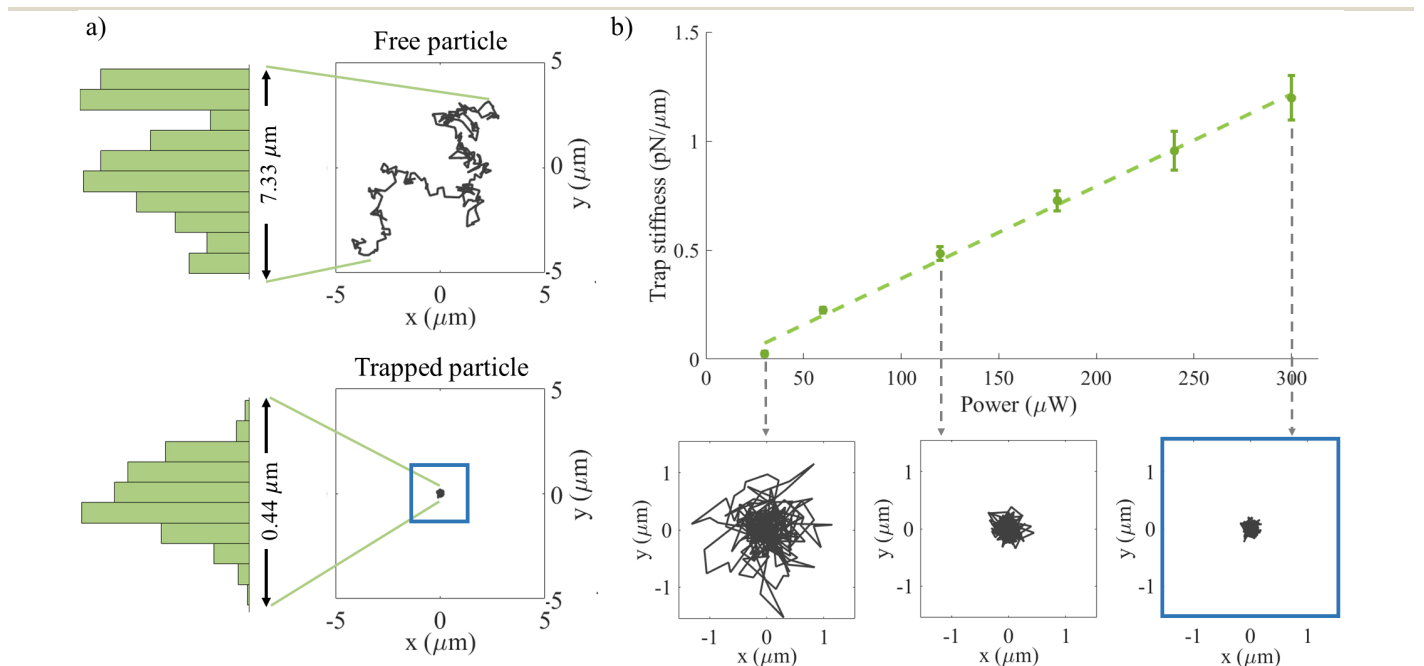 a)
Free particle
7.33 μm
5
0
-5
y (μm)
-5
0
5
x (μm)
Trapped particle
0.44 μm
5
0
-5
y (μm)
-5
0
5
x (μm)
b)
1.5
1
0.5
0
Trap stiffness (pN/μm)
0
50
100
150
200
250
300
Power (μW)
1
0
-1
y (μm)
-1
0
1
x (μm)
1
0
-1
y (μm)
-1
0
1
x (μm)
1
0
-1
y (μm)
-1
0
1
x (μm)